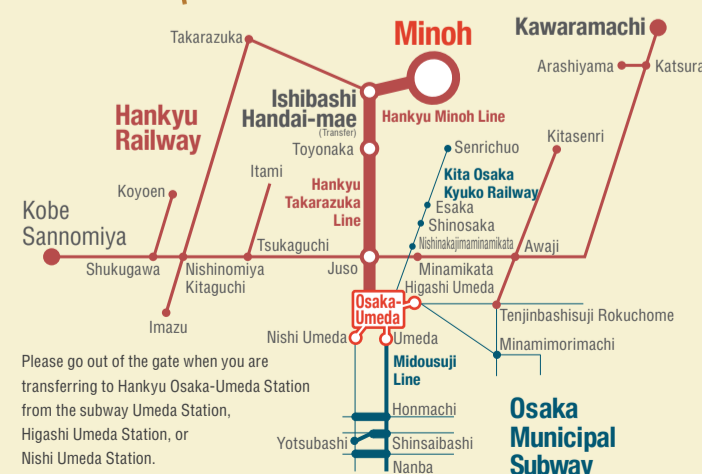 Minoh
Kawaramachi
Takarazuka
Arashiyama
Katsura
Ishibashi
Handai-mae
(Transfer)
Hankyu Minoh Line
Hankyu
Railway
Toyonaka
Kitasenri
Senrichuo
Itami
Kita Osaka
Kyuko Railway
Hankyu
Takarazuka
Line
Koyoen
Esaka
Kobe
Sannomiya
Shinosaka
Nishinakajimaminamikata
Awaji
Tsukaguchi
Shukugawa
Nishinomiya
Kitaguchi
Juso
Minamikata
Higashi Umeda
Osaka-
Umeda
Imazu
Tenjinbashisuji Rokuchome
Nishi Umeda
Umeda
Minamimorimachi
Please go out of the gate when you are
transferring to Hankyu Osaka-Umeda Station
from the subway Umeda Station,
Higashi Umeda Station, or
Nishi Umeda Station.
Midousuji
Line
Honmachi
Yotsubashi
Shinsaibashi
Nanba
Osaka
Municipal
Subway